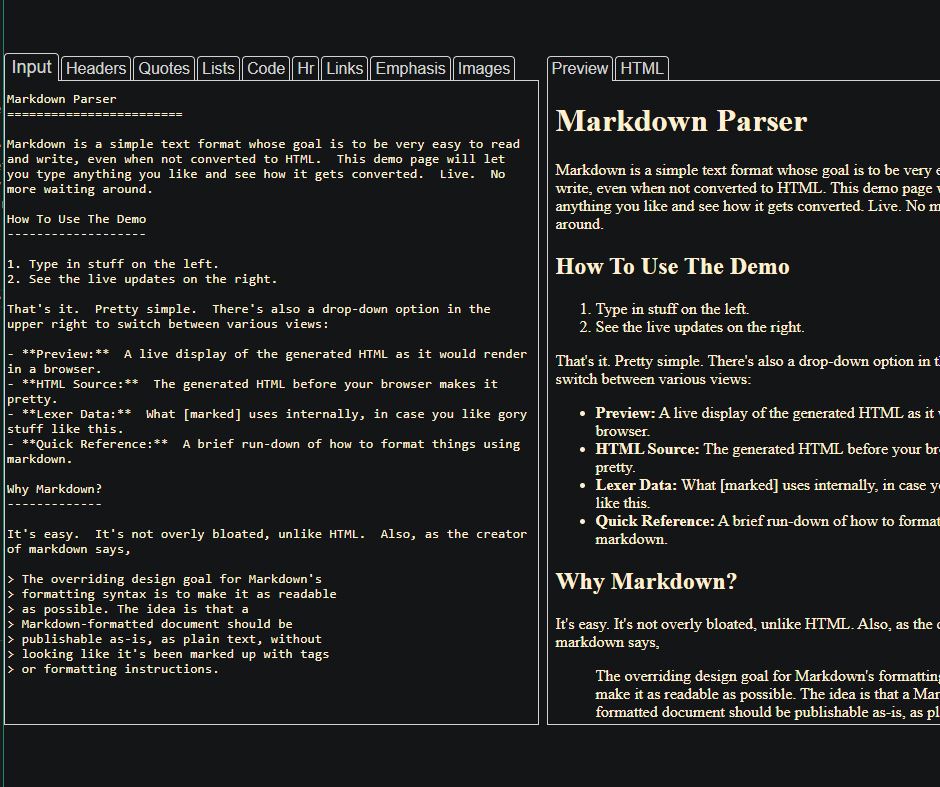 Input Headers Quotes Lists Code Hr Links Emphasis Images
Markdown Parser
========================
Markdown is a simple text format whose goal is to be very easy to read
and write, even when not converted to HTML.  This demo page will let
you type anything you like and see how it gets converted.  Live.  No
more waiting around.
How To Use The Demo
-------------------
1. Type in stuff on the left.
2. See the live updates on the right.
That's it.  Pretty simple.  There's also a drop-down option in the
upper right to switch between various views:
- **Preview:**  A live display of the generated HTML as it would render
in a browser.
- **HTML Source:**  The generated HTML before your browser makes it
pretty.
- **Lexer Data:**  What [marked] uses internally, in case you like gory
stuff like this.
- **Quick Reference:**  A brief run-down of how to format things using
markdown.
Why Markdown?
-------------
It's easy.  It's not overly bloated, unlike HTML.  Also, as the creator
of markdown says,
> The overriding design goal for Markdown's
> formatting syntax is to make it as readable
> as possible. The idea is that a
> Markdown-formatted document should be
> publishable as-is, as plain text, without
> looking like it's been marked up with tags
> or formatting instructions.
Preview HTML
Markdown Parser
Markdown is a simple text format whose goal is to be very
write, even when not converted to HTML. This demo page
anything you like and see how it gets converted. Live. No
around.
How To Use The Demo
1. Type in stuff on the left.
2. See the live updates on the right.
That's it. Pretty simple. There's also a drop-down option in
switch between various views:
• Preview: A live display of the generated HTML as it
browser.
• HTML Source: The generated HTML before your
pretty.
• Lexer Data: What [marked] uses internally, in case
like this.
• Quick Reference: A brief run-down of how to
markdown.
Why Markdown?
It's easy. It's not overly bloated, unlike HTML. Also, as the
markdown says,
The overriding design goal for Markdown's formatting
make it as readable as possible. The idea is that a
formatted document should be publishable as-is, as